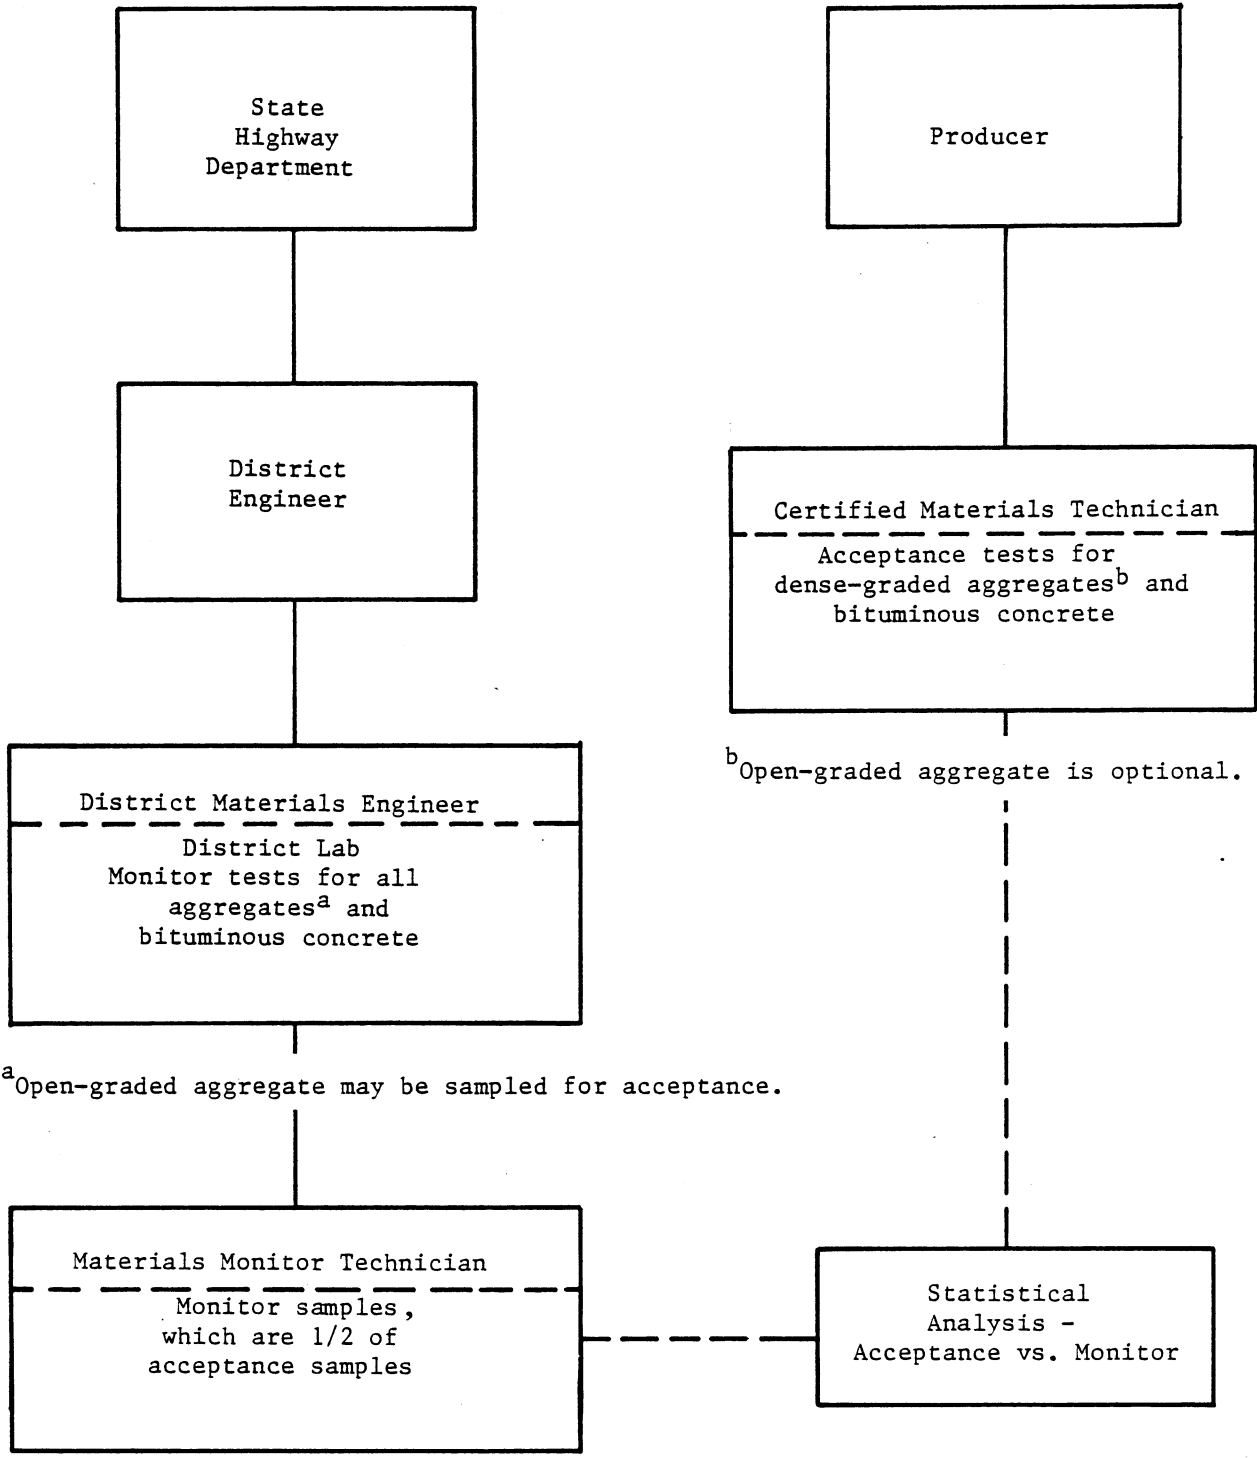 State
Highway
Department
Producer
District
Engineer
Certified Materials Technician
Acceptance tests for
dense-graded aggregatesᵇ and
bituminous concrete
ᵇOpen-graded aggregate is optional.
District Materials Engineer
District Lab
Monitor tests for all
aggregatesᵃ and
bituminous concrete
ᵃOpen-graded aggregate may be sampled for acceptance.
Materials Monitor Technician
Monitor samples,
which are 1/2 of
acceptance samples
Statistical
Analysis -
Acceptance vs. Monitor